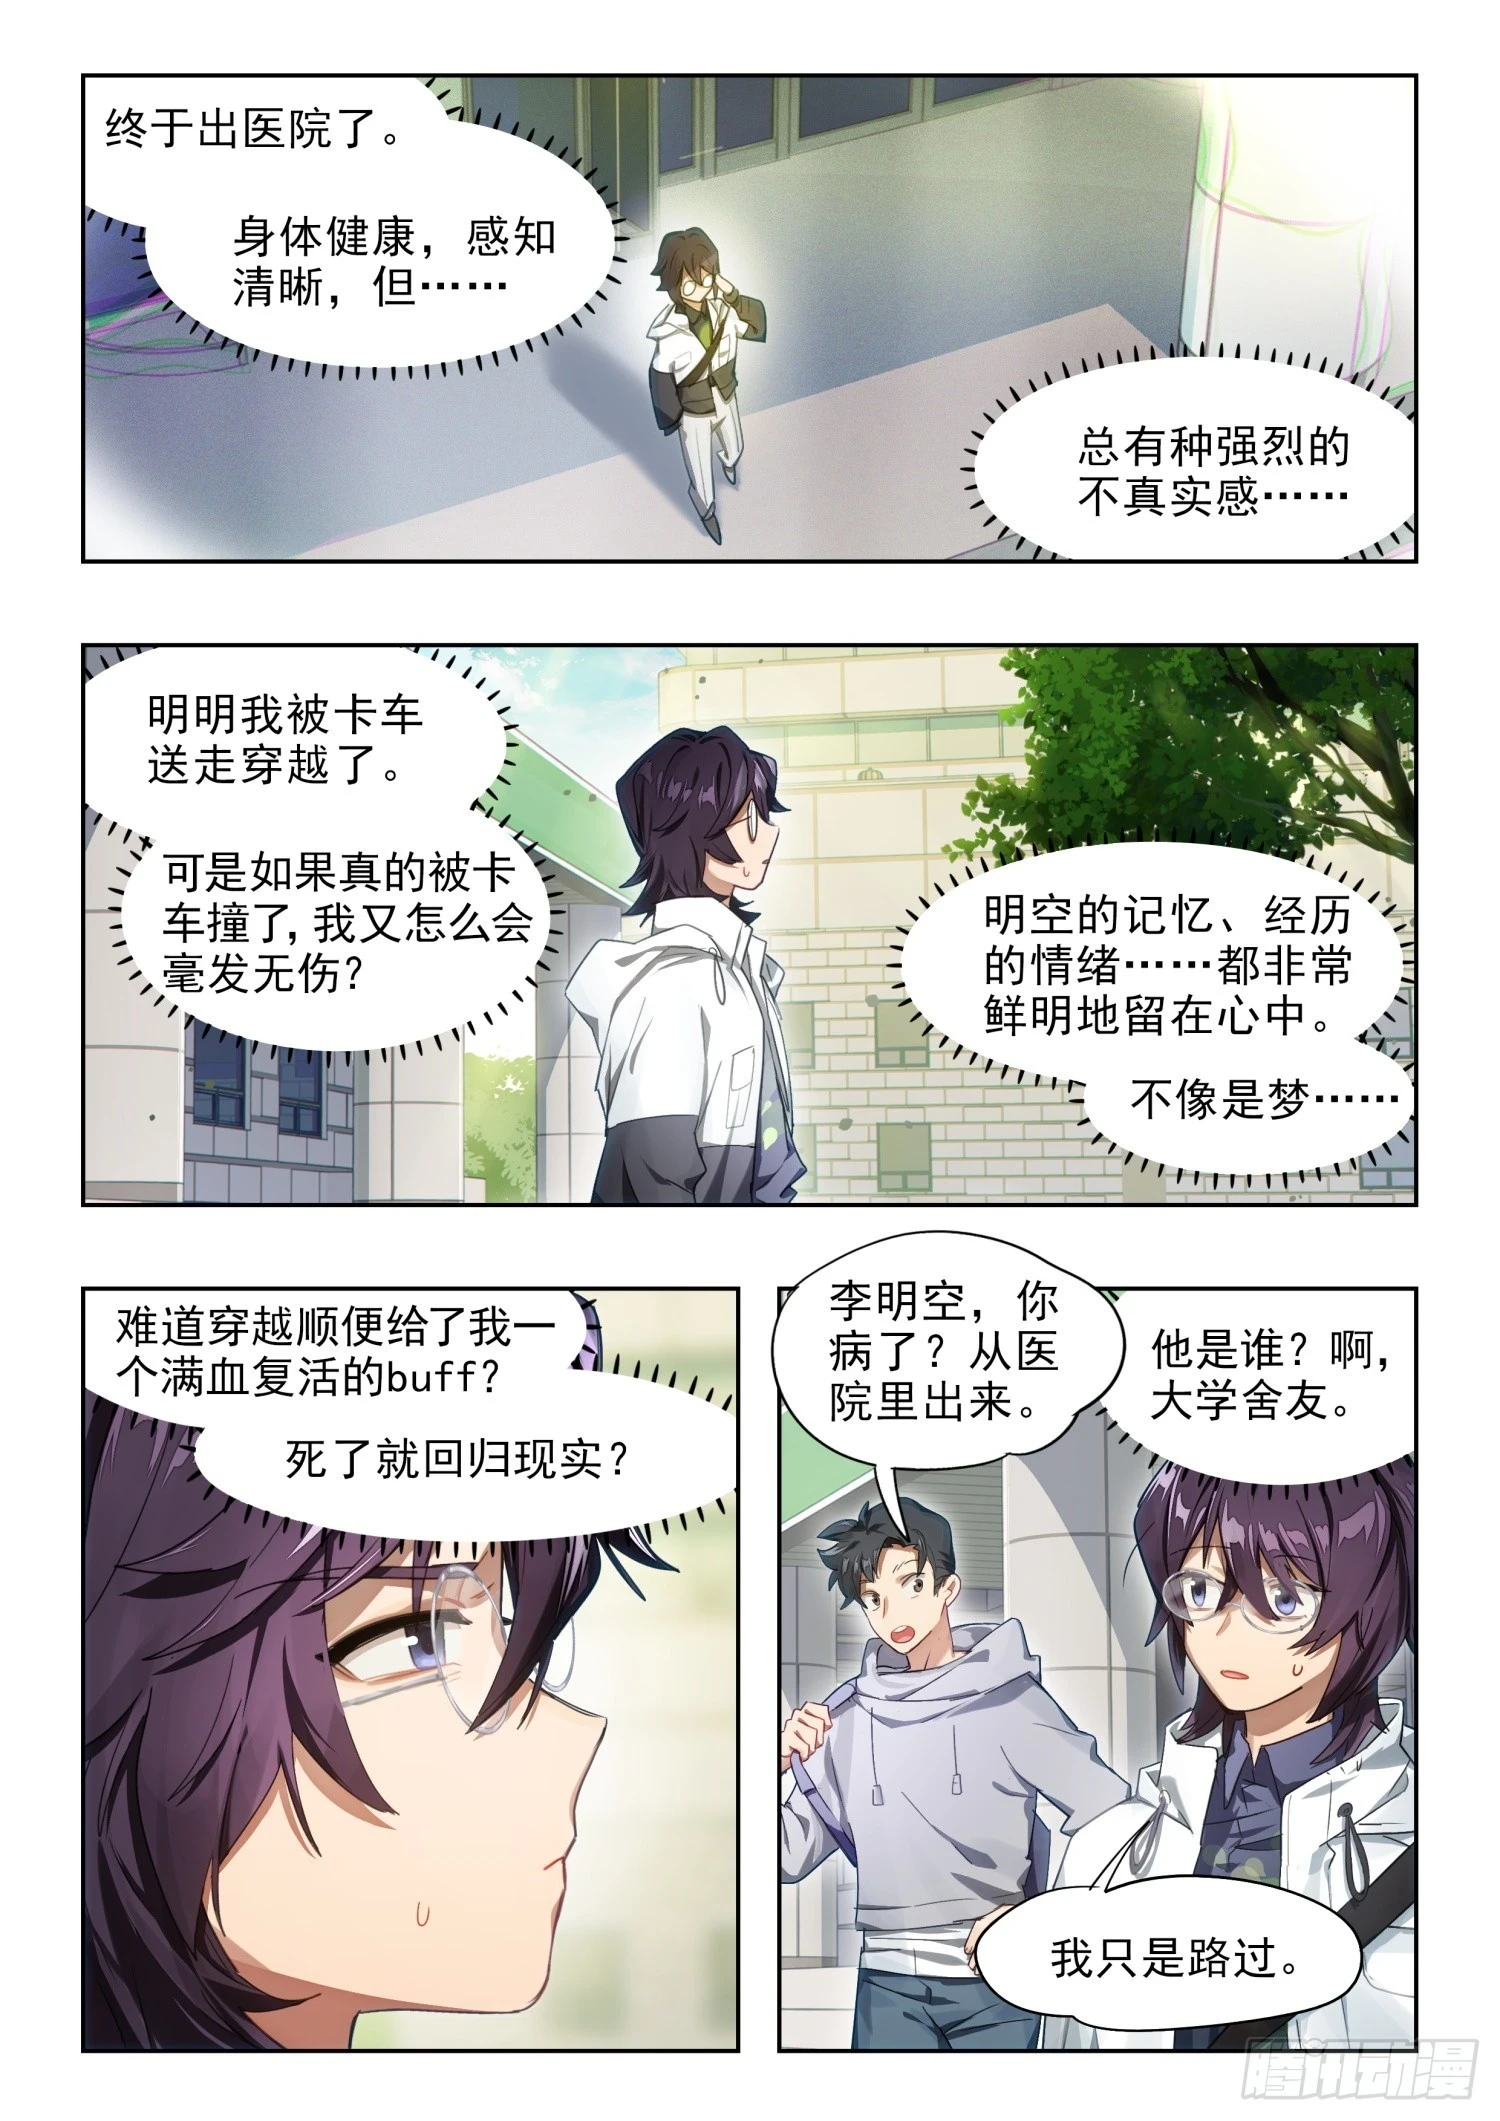 终于出医院了。
身体健康，感知
清晰，但……
总有种强烈的
不真实感……
明明我被卡车
送走穿越了。
可是如果真的被卡
车撞了，我又怎么会
毫发无伤？
明空的记忆、经历
的情绪……都非常
鲜明地留在心中。
不像是梦……
难道穿越顺便给了我一
个满血复活的buff？
死了就回归现实？
李明空，你
病了？从医
院里出来。
他是谁？啊，
大学舍友。
我只是路过。
腾讯动漫